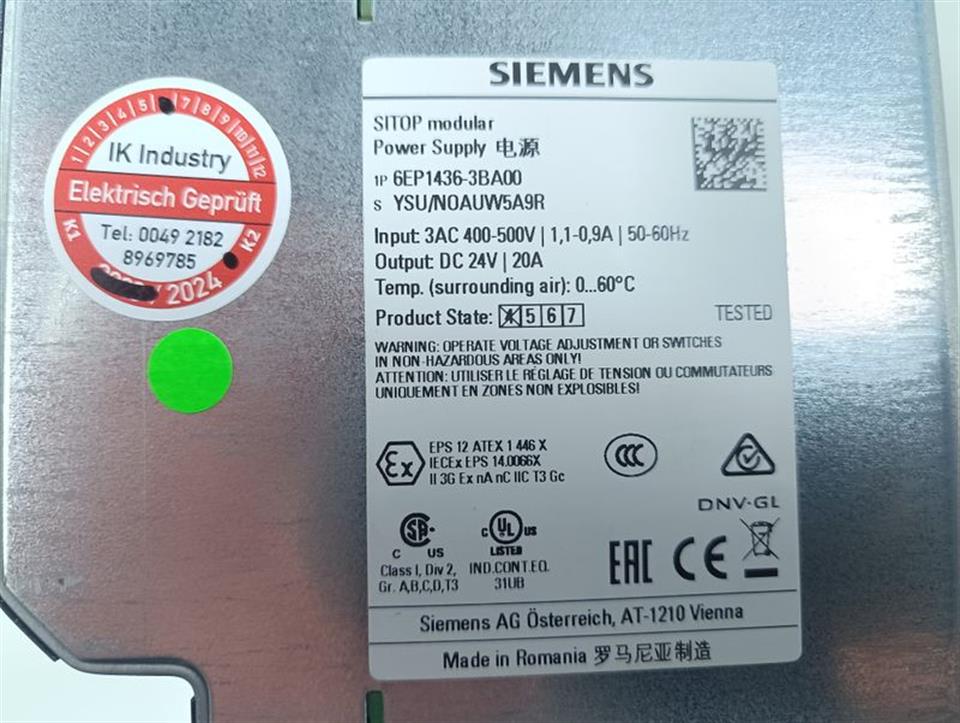 1|2|3|4|5| |7|8|9|10|11|12
IK Industry
Elektrisch Geprüft
Tel: 0049 2182
8969785
K1
K2
/ 2024
SIEMENS
SITOP modular
Power Supply 电源
1P 6EP1436-3BA00
S YSU/NOAUW5A9R
Input: 3AC 400-500V | 1,1-0,9A | 50-60Hz
Output: DC 24V | 20A
Temp. (surrounding air): 0...60°C
Product State: 5 6 7
TESTED
WARNING: OPERATE VOLTAGE ADJUSTMENT OR SWITCHES
IN NON-HAZARDOUS AREAS ONLY!
ATTENTION: UTILISER LE RÉGLAGE DE TENSION OU COMMUTATEURS
UNIQUEMENT EN ZONES NON EXPLOSIBLES!
Ex
EPS 12 ATEX 1 446 X
IECEx EPS 14.0066X
II 3G Ex nA nC IIC T3 Gc
CCC
DNV·GL
SA
C US
Class I, Div 2,
Gr. A,B,C,D,T3
c UL US
LISTED
IND.CONT.EQ.
31UB
EAC CE
Siemens AG Österreich, AT-1210 Vienna
Made in Romania 罗马尼亚制造